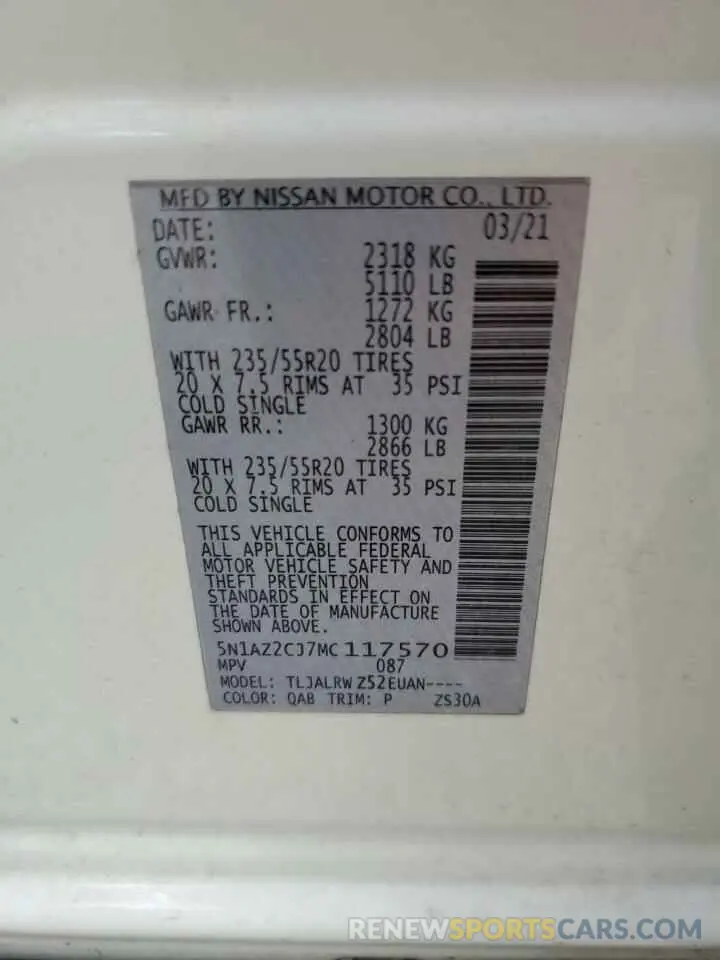 MFD BY NISSAN MOTOR CO., LTD.
DATE: 03/21
GVWR: 2318 KG
5110 LB
GAWR FR.: 1272 KG
2804 LB
WITH 235/55R20 TIRES
20 X 7.5 RIMS AT 35 PSI
COLD SINGLE
GAWR RR.: 1300 KG
2866 LB
WITH 235/55R20 TIRES
20 X 7.5 RIMS AT 35 PSI
COLD SINGLE
THIS VEHICLE CONFORMS TO
ALL APPLICABLE FEDERAL
MOTOR VEHICLE SAFETY AND
THEFT PREVENTION
STANDARDS IN EFFECT ON
THE DATE OF MANUFACTURE
SHOWN ABOVE.
5N1AZ2CJ7MC117570
MPV 087
MODEL: TLJALRW Z52EUAN----
COLOR: QAB TRIM: P ZS30A
RENEWSPORTSCARS.COM